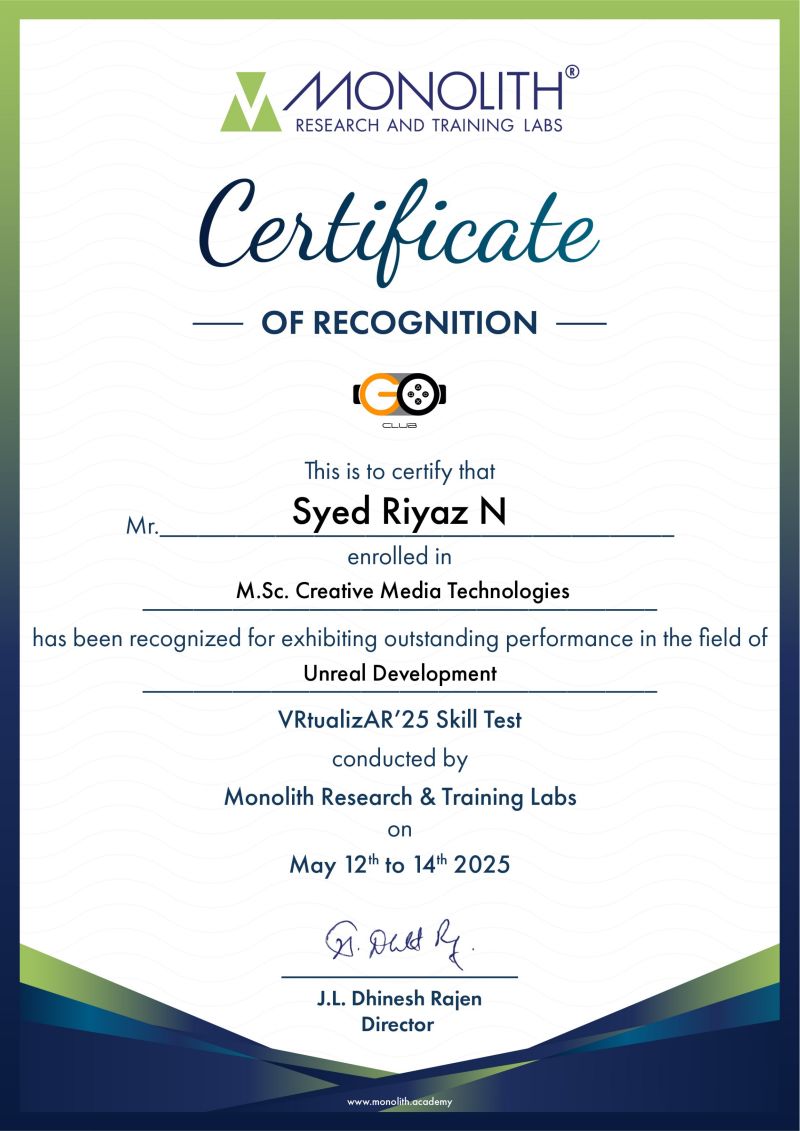 MONOLITH®
RESEARCH AND TRAINING LABS
Certificate
OF RECOGNITION
GO
CLUB
This is to certify that
Mr. Syed Riyaz N
enrolled in
M.Sc. Creative Media Technologies
has been recognized for exhibiting outstanding performance in the field of
Unreal Development
VRtualizAR’25 Skill Test
conducted by
Monolith Research & Training Labs
on
May 12th to 14th 2025
J.L. Dhinesh Rajen
Director
www.monolith.academy